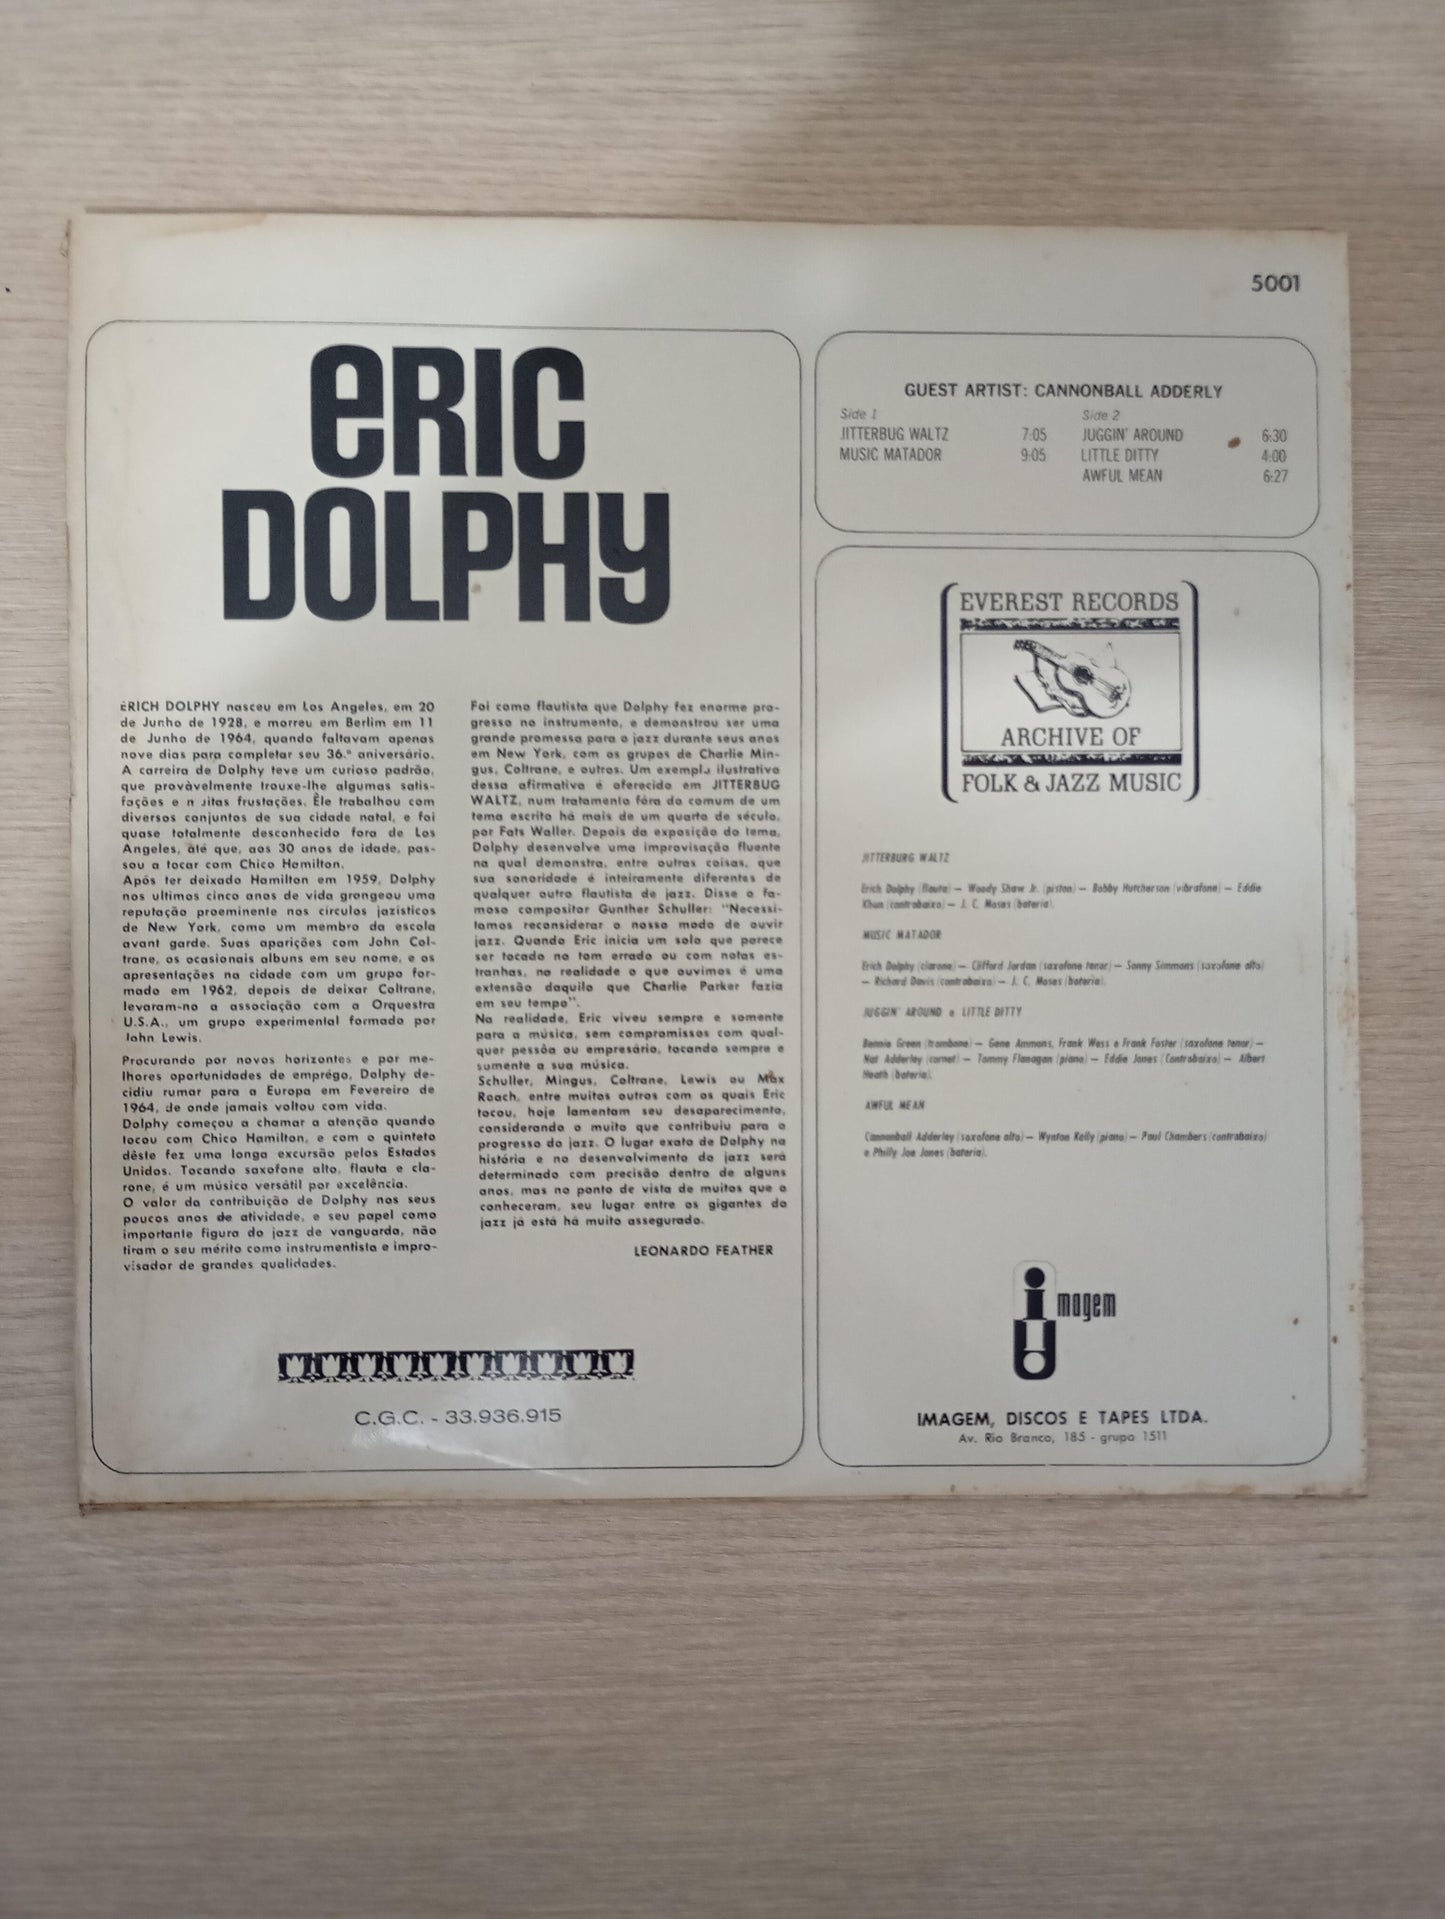 5001
ERIC
DOLPHY
ERICH DOLPHY nasceu em Los Angeles, em 20
de Junho de 1928, e morreu em Berlim em 11
de Junho de 1964, quando faltavam apenas
nove dias para completar seu 36.º aniversário.
A carreira de Dolphy teve um curioso padrão,
que provàvelmente trouxe-lhe algumas satis-
fações e frustações. Êle trabalhou com
diversos conjuntos de sua cidade natal, e foi
quase totalmente desconhecido fora de Los
Angeles, até que, aos 30 anos de idade, pas-
sou a tocar com Chico Hamilton.
Após ter deixado Hamilton em 1959, Dolphy
nos ultimos cinco anos de vida grangeou uma
reputação proeminente nos círculos jazísticos
de New York, como um membro da escola
avant garde. Suas aparições com John Col-
trane, os ocasionais albuns em seu nome, e os
apresentações na cidade com um grupo for-
mado em 1962, depois de deixar Coltrane,
levaram-no a associação com a Orquestra
U.S.A., um grupo experimental formado por
John Lewis.
Procurando por novos horizontes e por me-
lhores oportunidades de emprégo, Dolphy de-
cidiu rumar para a Europa em Fevereiro de
1964, de onde jamais voltou com vida.
Dolphy começou a chamar a atenção quando
tocou com Chico Hamilton, e com o quinteto
dêste fez uma longa excursão pelos Estados
Unidos. Tocando saxofone alto, flauta e cla-
rone, é um músico versátil por excelência.
O valor da contribuição de Dolphy nos seus
poucos anos de atividade, e seu papel como
importante figura do jazz de vanguarda, não
tiram o seu mérito como instrumentista e impro-
visador de grandes qualidades.
Foi como flautista que Dolphy fez enorme pro-
gresso no instrumento, e demonstrou ser uma
grande promessa para o jazz durante seus anos
em New York, com os grupos de Charlie Min-
gus, Coltrane, e outros. Um exemplo ilustrativo
dessa afirmativa é oferecido em JITTERBUG
WALTZ, num tratamento fóra do comum de um
tema escrito há mais de um quarto de século,
por Fats Waller. Depois da exposição do tema,
Dolphy desenvolve uma improvisação fluente
na qual demonstra, entre outras coisas, que
sua sonoridade é inteiramente diferentes de
qualquer outro flautista de jazz. Disse o fa-
moso compositor Gunther Schuller: "Necessi-
tamos reconsiderar o nosso modo de ouvir
jazz. Quando Eric inicia um solo que parece
ser tocado no tom errado ou com notas es-
tranhas, na realidade o que ouvimos é uma
extensão daquilo que Charlie Parker fazia
em seu tempo".
Na realidade, Eric viveu sempre e somente
para a música, sem compromissos com qual-
quer pessôa ou empresário, tocando sempre e
sumente a sua música.
Schuller, Mingus, Coltrane, Lewis ou Max
Roach, entre muitos outros com os quais Eric
tocou, hoje lamentam seu desaparecimento,
considerando o muito que contribuiu para o
progresso do jazz. O lugar exato de Dolphy na
história e no desenvolvimento do jazz será
determinado com precisão dentro de alguns
anos, mas no ponto de vista de muitos que o
conheceram, seu lugar entre os gigantes do
jazz já está há muito assegurado.
LEONARDO FEATHER
C.G.C. - 33.936.915
GUEST ARTIST: CANNONBALL ADDERLY
Side 1
JITTERBUG WALTZ 7:05
MUSIC MATADOR 9:05
Side 2
JUGGIN' AROUND 6:30
LITTLE DITTY 4:00
AWFUL MEAN 6:27
EVEREST RECORDS
ARCHIVE OF
FOLK & JAZZ MUSIC
JITTERBURG WALTZ
Erich Dolphy (flauta) — Woody Shaw Jr. (piston) — Bobby Hutcherson (vibrafone) — Eddie
Khun (contrabaixo) — J. C. Moses (bateria).
MUSIC MATADOR
Erich Dolphy (clarone) — Clifford Jordan (saxofone tenor) — Sonny Simmons (saxofone alto)
— Richard Davis (contrabaixo) — J. C. Moses (bateria).
JUGGIN' AROUND e LITTLE DITTY
Bennie Green (trombone) — Gene Ammons, Frank Wess e Frank Foster (saxofone tenor) —
Nat Adderley (cornet) — Tommy Flanagan (piano) — Eddie Jones (Contrabaixo) — Albert
Heath (bateria).
AWFUL MEAN
Cannonball Adderley (saxofone alto) — Wynton Kelly (piano) — Paul Chambers (contrabaixo)
e Philly Joe Jones (bateria).
imagem
IMAGEM, DISCOS E TAPES LTDA.
Av. Rio Branco, 185 - grupo 1511